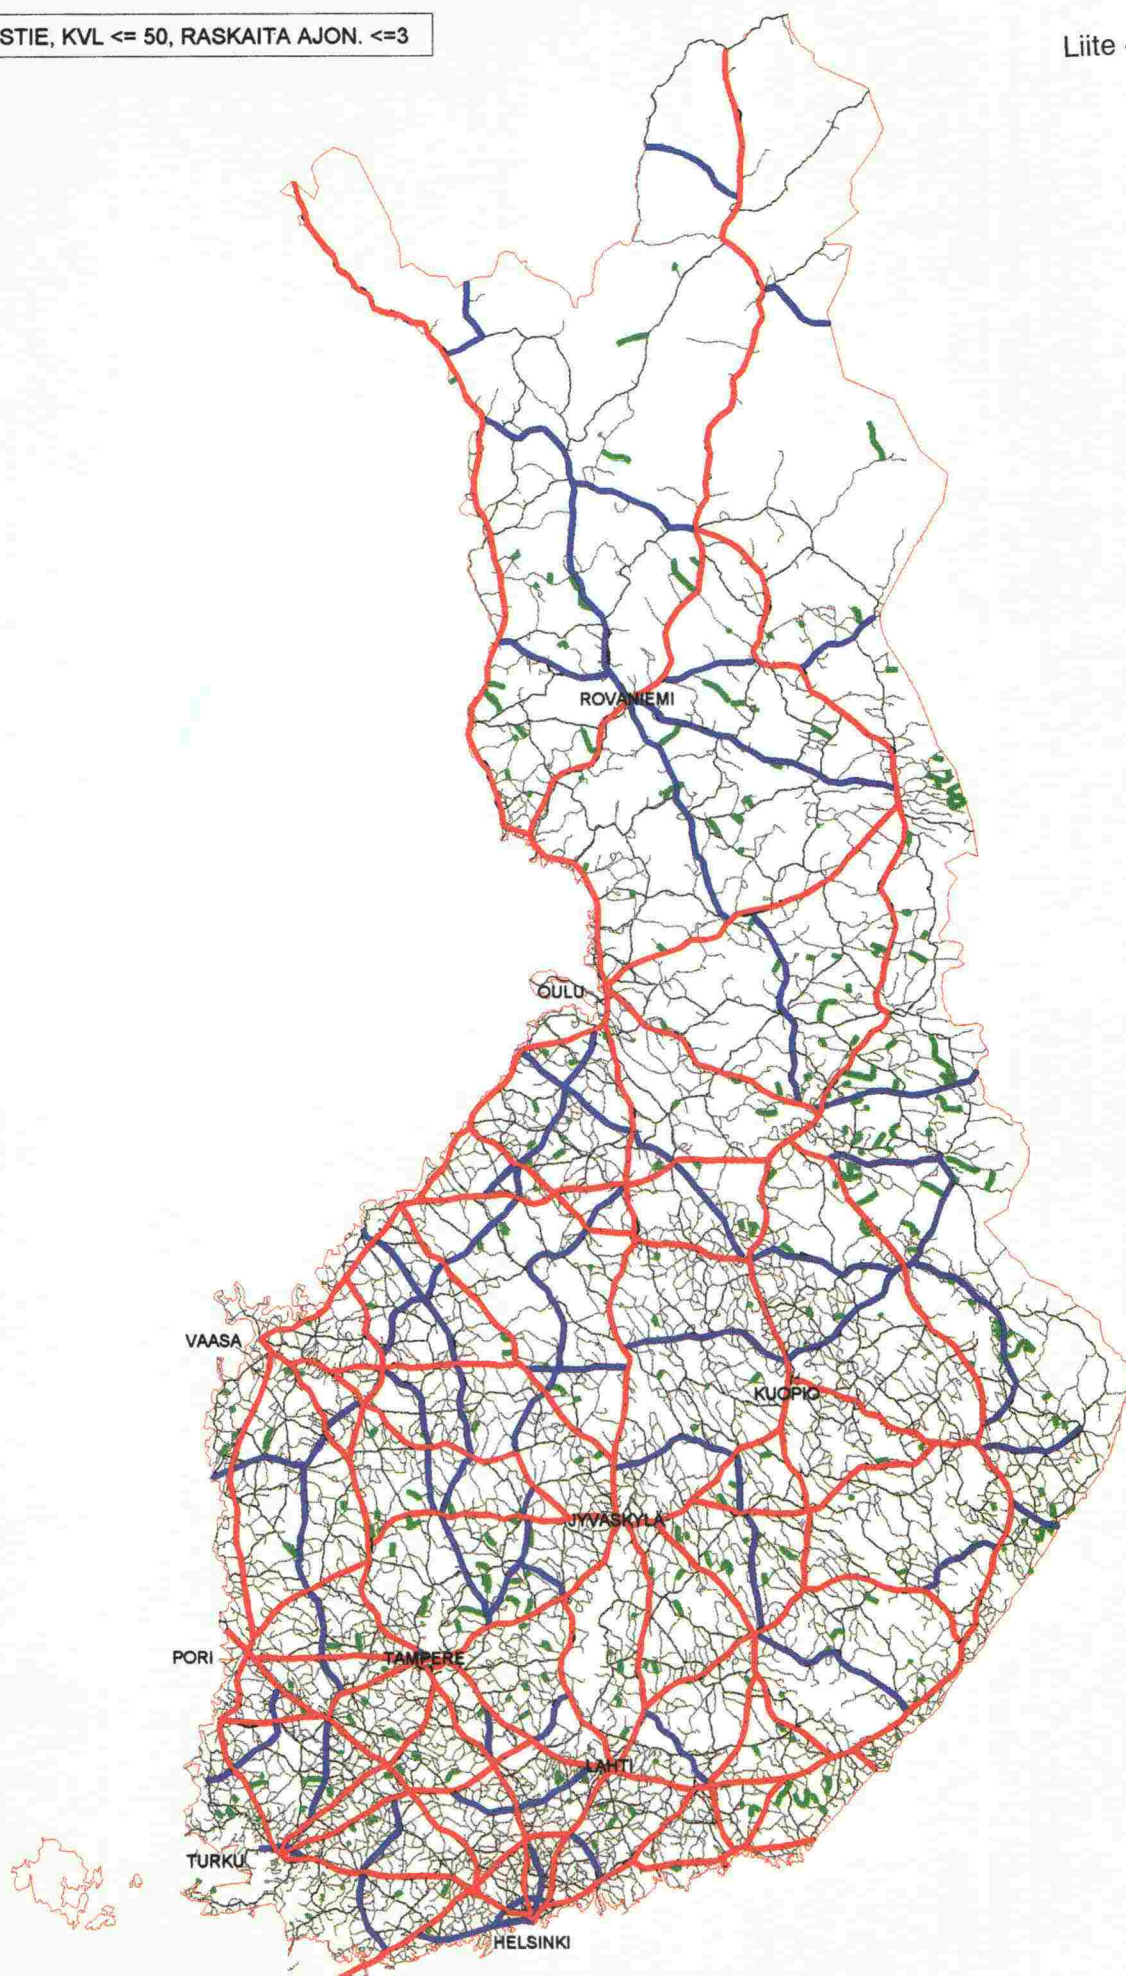 STIE, KVL <= 50, RASKAITA AJON. <=3
Liite
ROVANIEMI
OULU
VAASA
KUOPIO
JYVÄSKYLÄ
PORI
TAMPERE
LAHTI
TURKU
HELSINKI